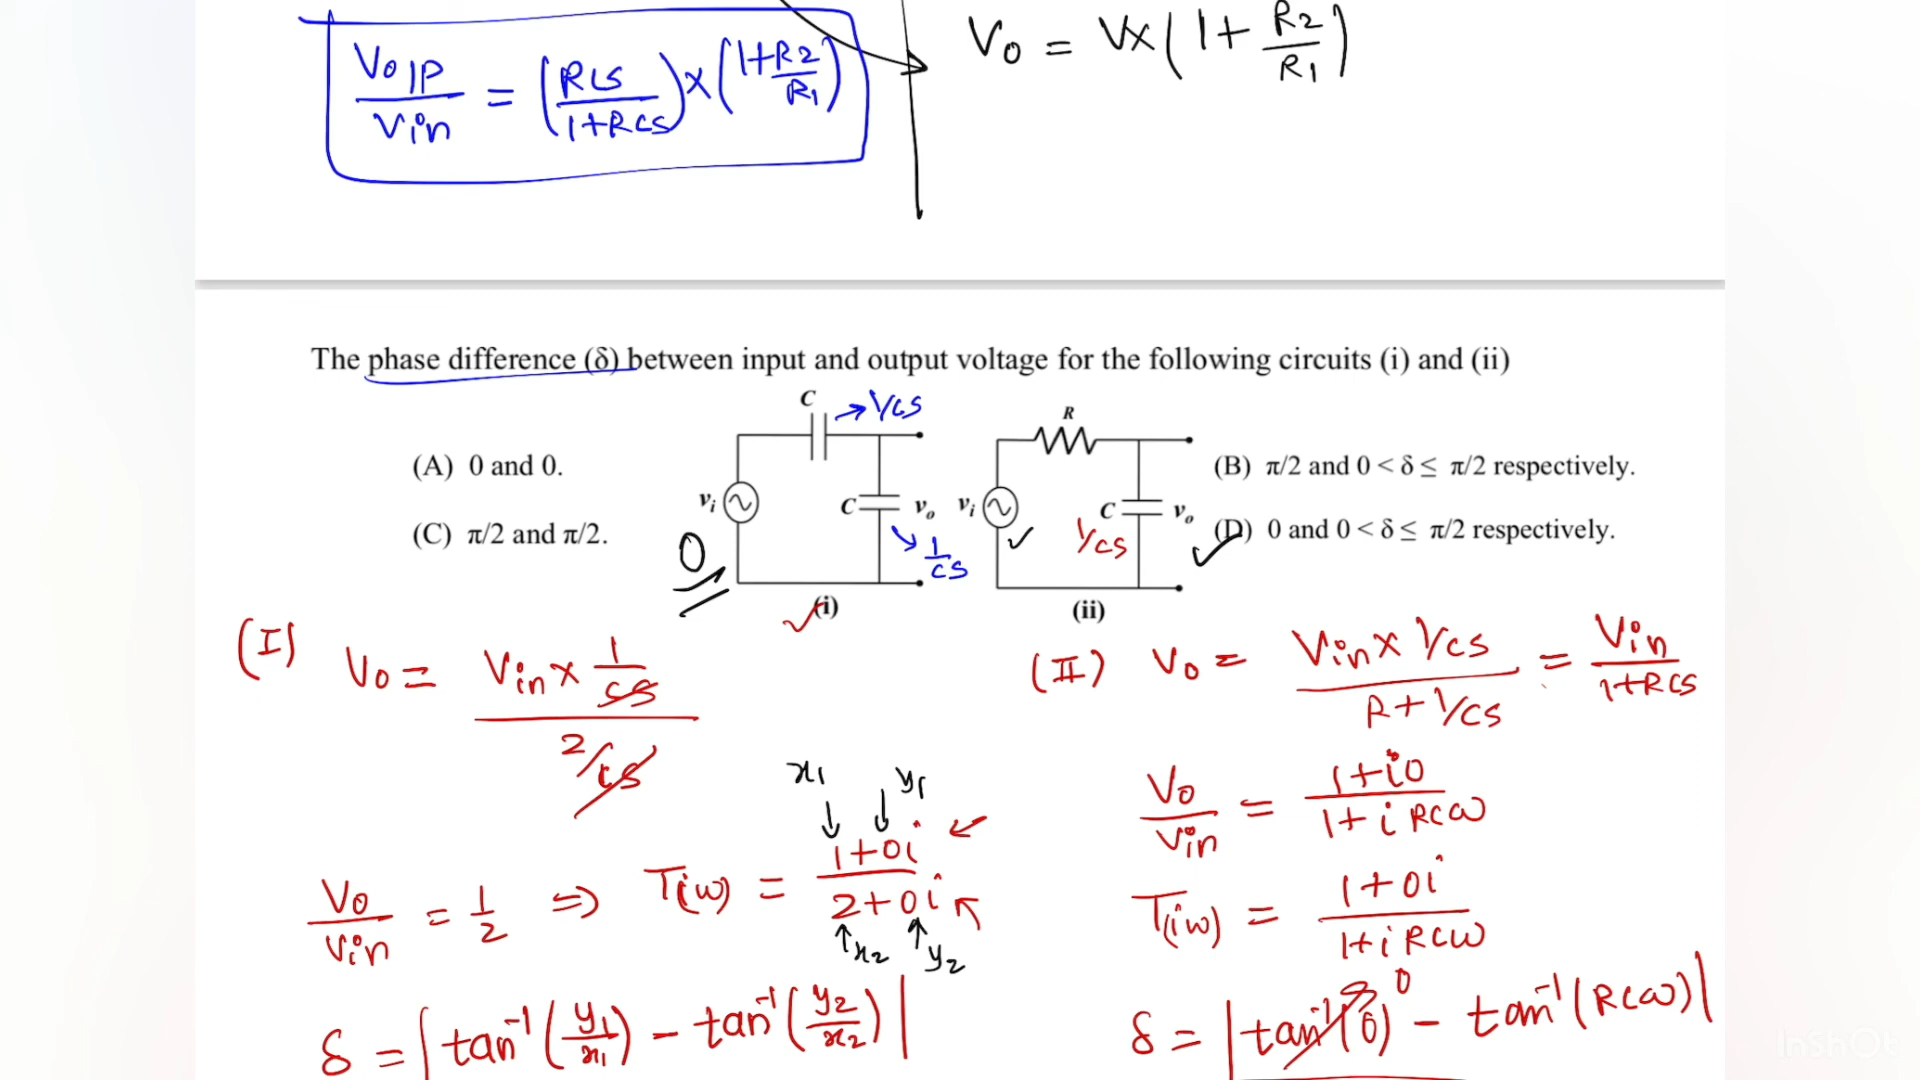 Vo|P/Vin = (RCS/1+RCS) x (1+R2/R1)
Vo = Vx(1 + R2/R1)
The phase difference (δ) between input and output voltage for the following circuits (i) and (ii)
C → 1/CS
R
(A) 0 and 0.
(B) π/2 and 0 < δ ≤ π/2 respectively.
vi C vo vi C vo
(C) π/2 and π/2.
(D) 0 and 0 < δ ≤ π/2 respectively.
0
1/CS
1/CS
(i)
(ii)
(I) Vo = Vin x 1/CS / 2/CS
(II) Vo = Vin x 1/CS / R + 1/CS = Vin / 1+RCS
x1 y1
Vo/Vin = 1+i0 / 1+iRCω
Vo/Vin = 1/2 ⇒ T(iω) = 1+0i / 2+0i
x2 y2
T(iω) = 1+0i / 1+iRCω
δ = | tan⁻¹(y1/x1) - tan⁻¹(y2/x2) |
δ = | tan⁻¹(0) 0 - tan⁻¹(RCω) |
InShOt